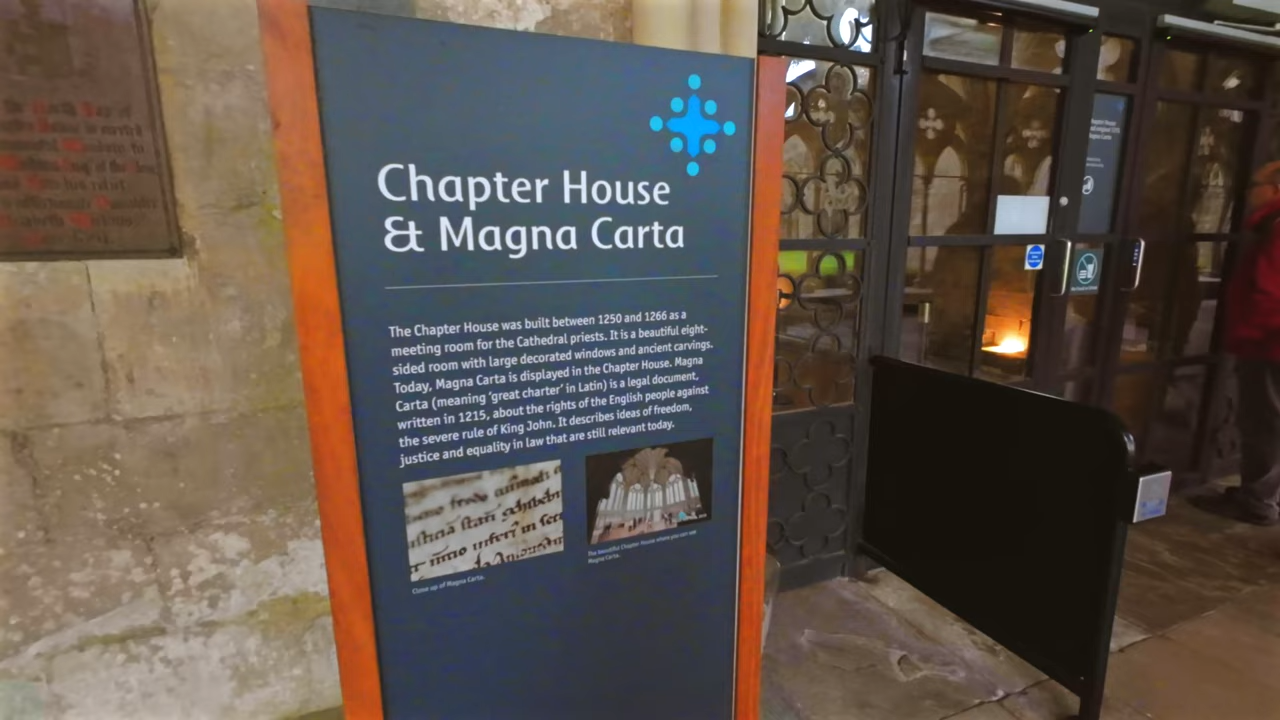 Chapter House
& Magna Carta
The Chapter House was built between 1250 and 1266 as a
meeting room for the Cathedral priests. It is a beautiful eight-
sided room with large decorated windows and ancient carvings.
Today, Magna Carta is displayed in the Chapter House. Magna
Carta (meaning ‘great charter’ in Latin) is a legal document,
written in 1215, about the rights of the English people against
the severe rule of King John. It describes ideas of freedom,
justice and equality in law that are still relevant today.
Close up of Magna Carta.
The beautiful Chapter House where you can see
Magna Carta.
Chapter House
Magna Carta